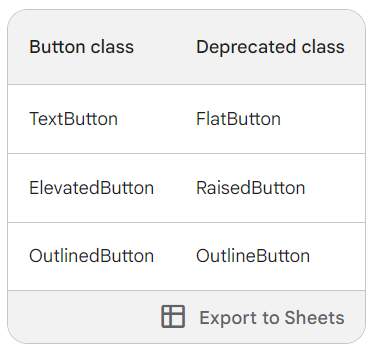 Button class Deprecated class
TextButton FlatButton
ElevatedButton RaisedButton
OutlinedButton OutlineButton
Export to Sheets